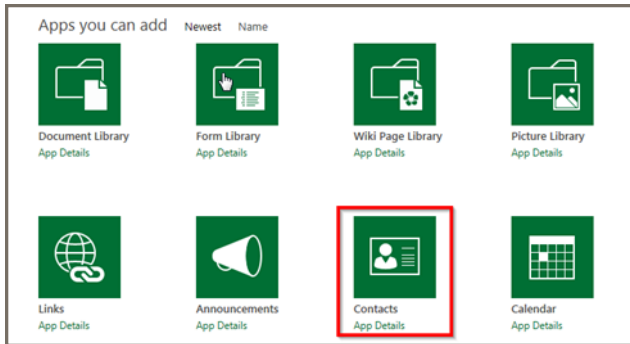 Apps you can add Newest Name
Document Library Form Library Wiki Page Library Picture Library
App Details App Details App Details App Details
Links Announcements Contacts Calendar
App Details App Details App Details App Details